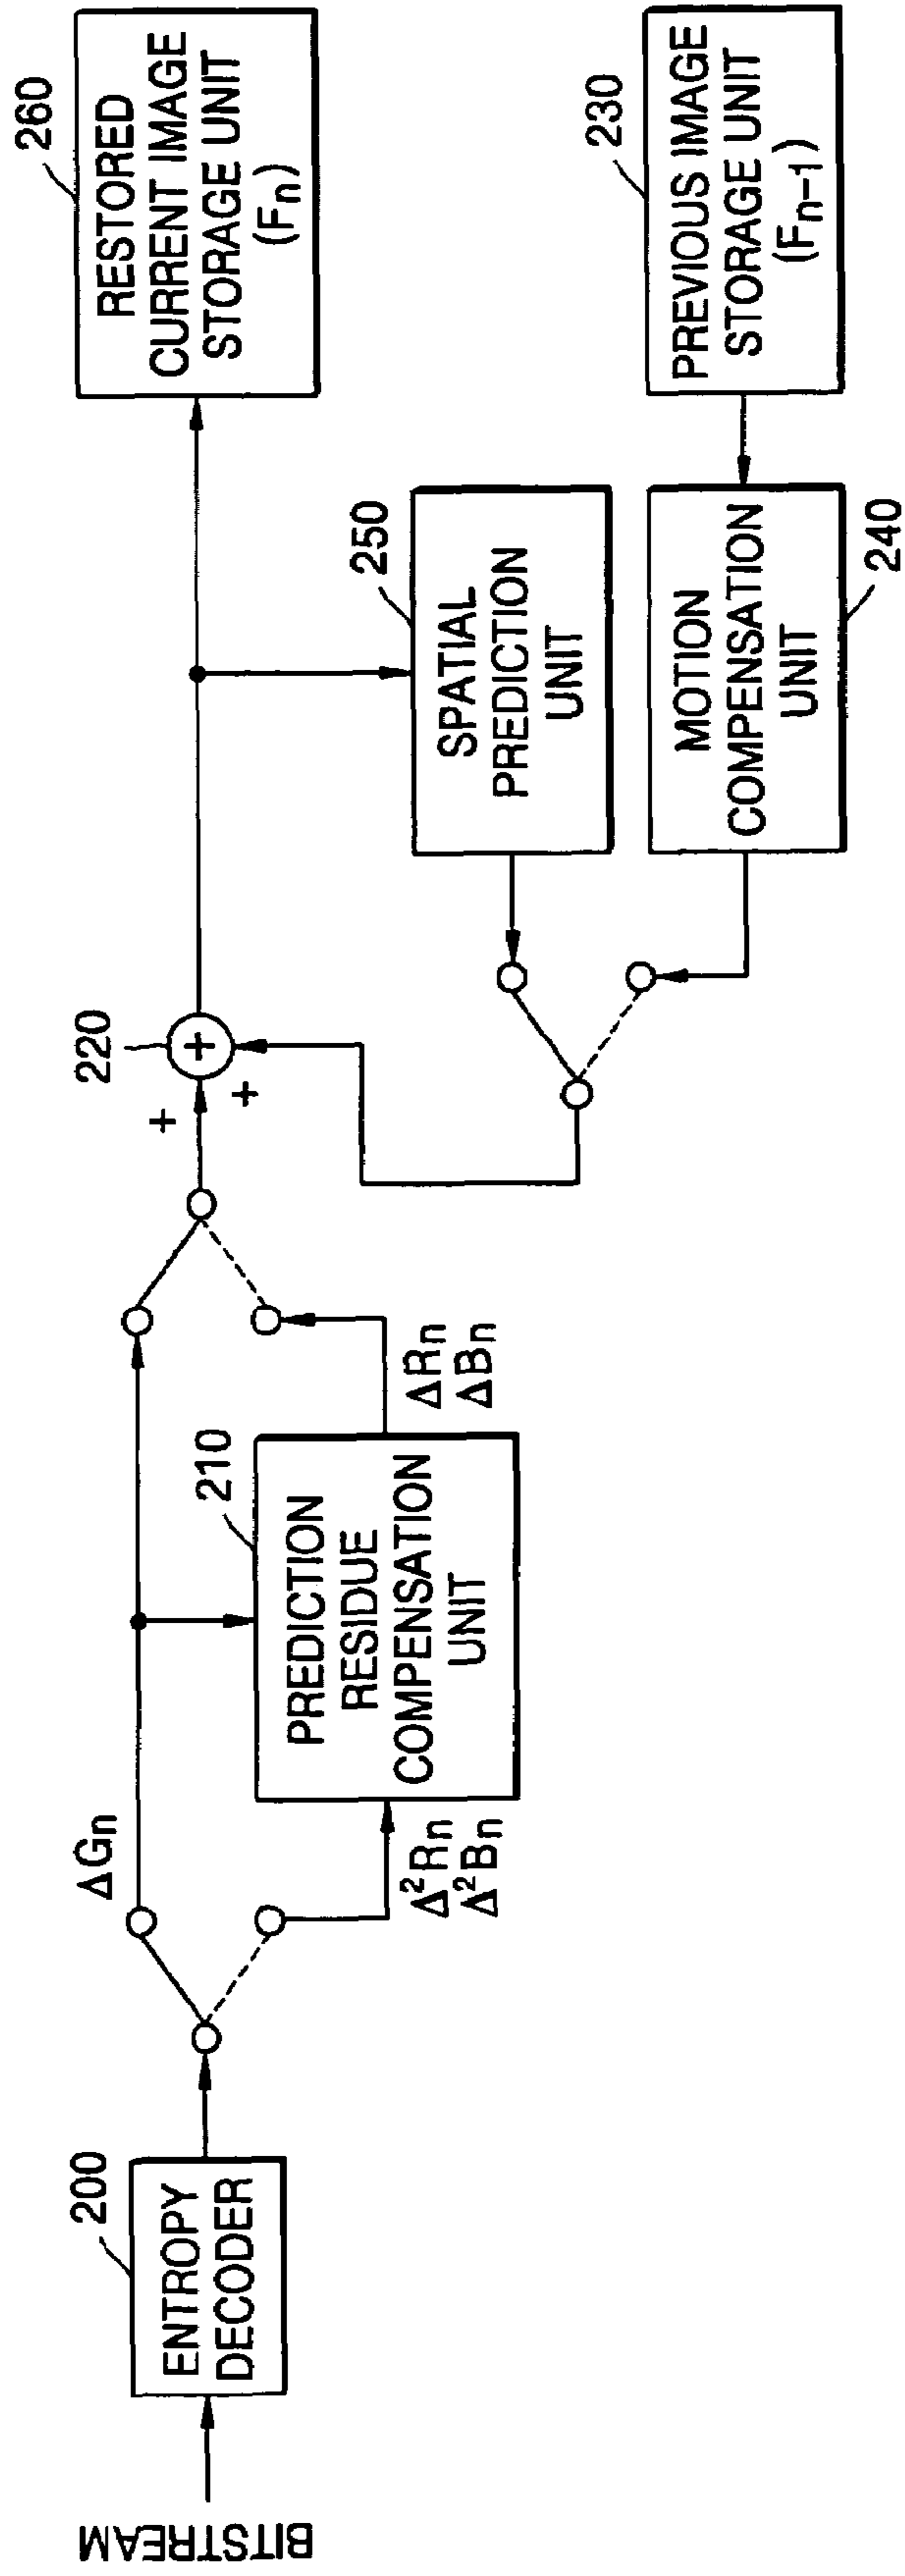 BITSTREAM
200
ENTROPY
DECODER
ΔGn
Δ²Rn
Δ²Bn
210
PREDICTION
RESIDUE
COMPENSATION
UNIT
ΔRn
ΔBn
+
+
220
+
250
SPATIAL
PREDICTION
UNIT
MOTION
COMPENSATION
UNIT
240
260
RESTORED
CURRENT IMAGE
STORAGE UNIT
(Fn)
230
PREVIOUS IMAGE
STORAGE UNIT
(Fn-1)